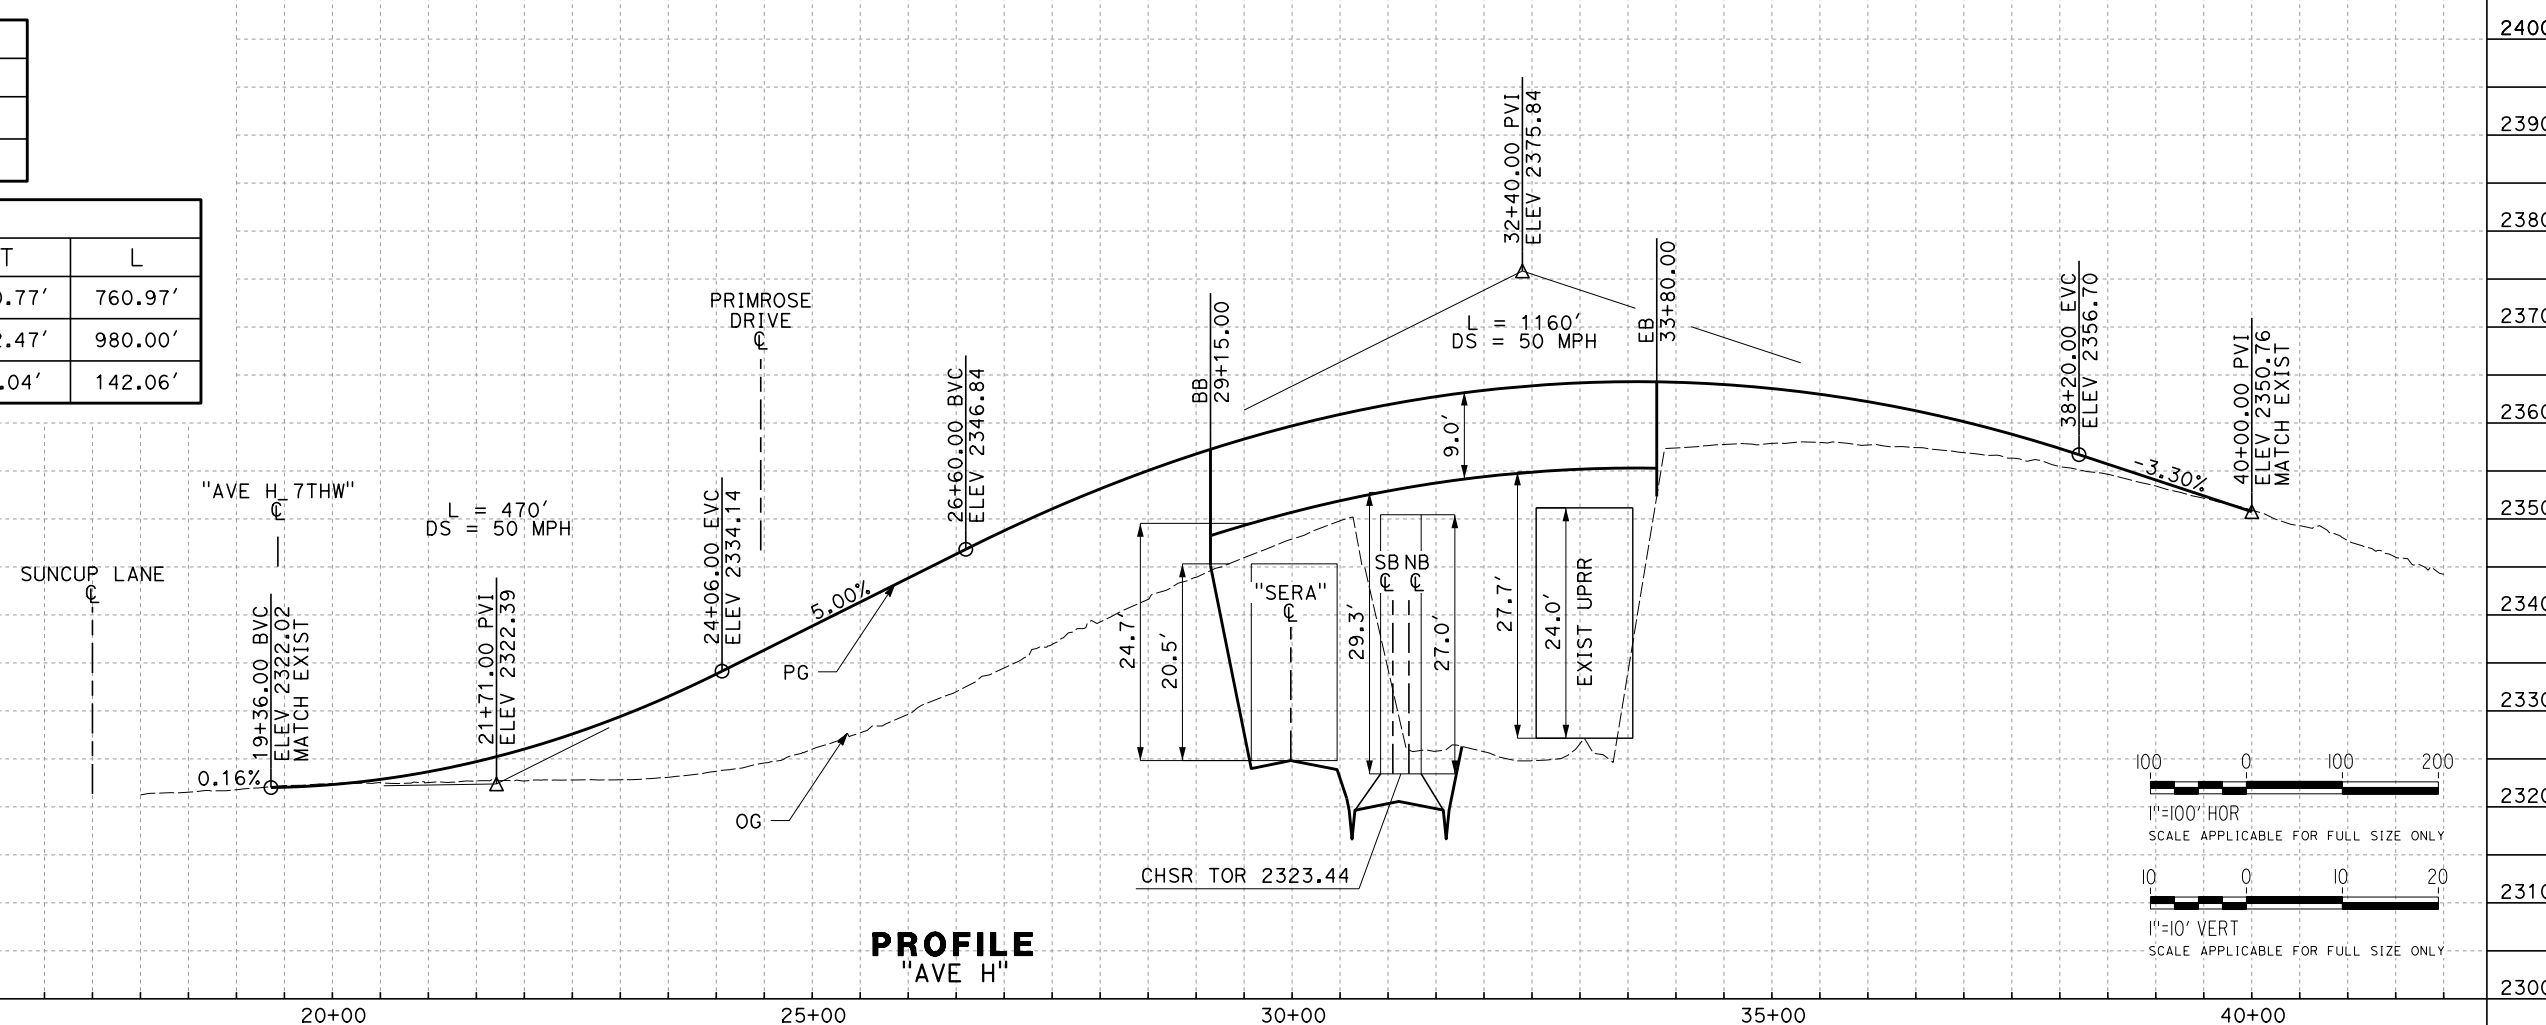 T
L
0.77′
760.97′
2.47′
980.00′
.04′
142.06′
SUNCUP LANE
℄
"AVE H_7THW"
℄
L = 470′
DS = 50 MPH
0.16%
19+36.00 BVC
ELEV 2322.02
MATCH EXIST
21+71.00 PVI
ELEV 2322.39
24+06.00 EVC
ELEV 2334.14
PRIMROSE
DRIVE
℄
5.00%
PG
OG
26+60.00 BVC
ELEV 2346.84
BB
29+15.00
32+40.00 PVI
ELEV 2375.84
L = 1160′
DS = 50 MPH
EB
33+80.00
9.0′
24.7′
20.5′
"SERA"
℄
29.3′
SB NB
℄ ℄
27.0′
27.7′
24.0′
EXIST UPRR
CHSR TOR 2323.44
38+20.00 EVC
ELEV 2356.70
-3.30%
40+00.00 PVI
ELEV 2350.76
MATCH EXIST
2400
2390
2380
2370
2360
2350
2340
2330
2320
2310
2300
100 0 100 200
1"=100′ HOR
SCALE APPLICABLE FOR FULL SIZE ONLY
10 0 10 20
1"=10′ VERT
SCALE APPLICABLE FOR FULL SIZE ONLY
PROFILE
"AVE H"
20+00 25+00 30+00 35+00 40+00